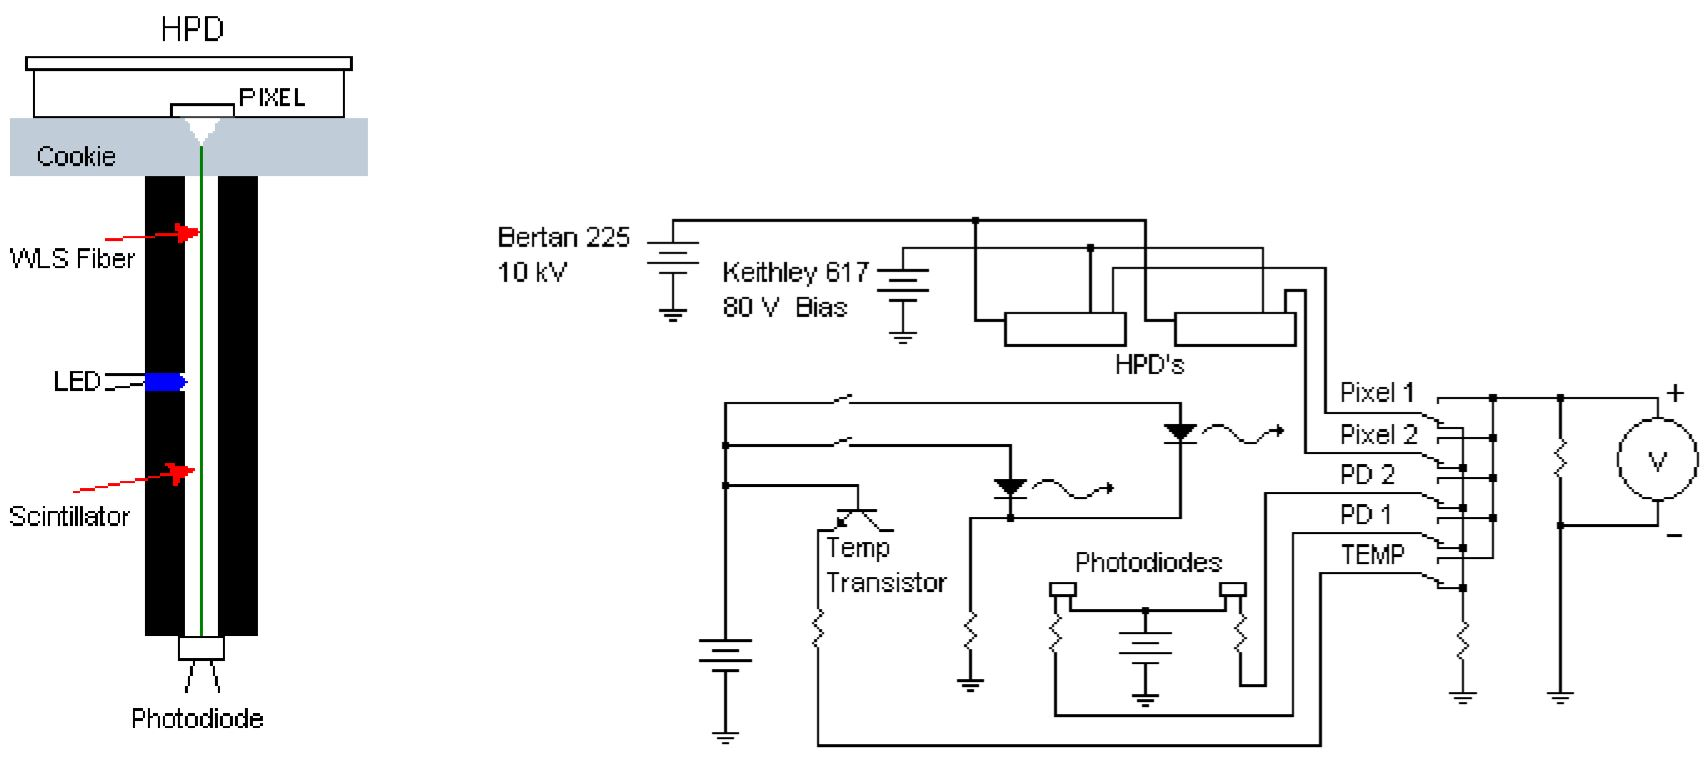 HPD
PIXEL
Cookie
WLS Fiber
LED
Scintillator
Photodiode
Bertan 225
10 kV
Keithley 617
80 V Bias
HPD's
Pixel 1
Pixel 2
PD 2
PD 1
TEMP
+
V
−
Temp
Transistor
Photodiodes